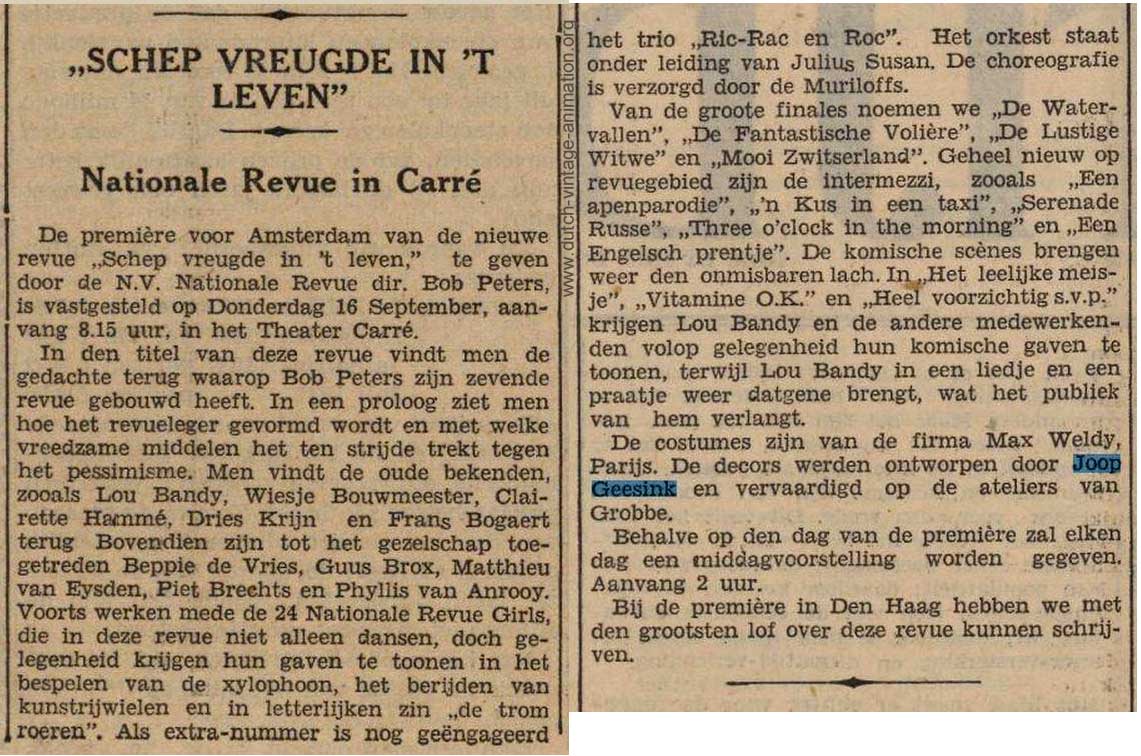 „SCHEP VREUGDE IN 'T
LEVEN”
Nationale Revue in Carré
De première voor Amsterdam van de nieuwe
revue „Schep vreugde in 't leven,” te geven
door de N.V. Nationale Revue dir. Bob Peters,
is vastgesteld op Donderdag 16 September, aan-
vang 8.15 uur, in het Theater Carré.
In den titel van deze revue vindt men de
gedachte terug waarop Bob Peters zijn zevende
revue gebouwd heeft. In een proloog ziet men
hoe het revueleger gevormd wordt en met welke
vreedzame middelen het ten strijde trekt tegen
het pessimisme. Men vindt de oude bekenden,
zooals Lou Bandy, Wiesje Bouwmeester, Clai-
rette Hammé, Dries Krijn en Frans Bogaert
terug Bovendien zijn tot het gezelschap toe-
getreden Beppie de Vries, Guus Brox, Matthieu
van Eysden, Piet Brechts en Phyllis van Anrooy.
Voorts werken mede de 24 Nationale Revue Girls,
die in deze revue niet alleen dansen, doch ge-
legenheid krijgen hun gaven te toonen in het
bespelen van de xylophoon, het berijden van
kunstrijwielen en in letterlijken zin „de trom
roeren”. Als extra-nummer is nog geëngageerd
www.dutch-vintage-animation.org
het trio „Ric-Rac en Roc”. Het orkest staat
onder leiding van Julius Susan. De choreografie
is verzorgd door de Muriloffs.
Van de groote finales noemen we „De Water-
vallen”, „De Fantastische Volière”, „De Lustige
Witwe” en „Mooi Zwitserland”. Geheel nieuw op
revuegebied zijn de intermezzi, zooals „Een
apenparodie”, „'n Kus in een taxi”, „Serenade
Russe”, „Three o'clock in the morning” en „Een
Engelsch prentje”. De komische scènes brengen
weer den onmisbaren lach. In „Het leelijke meis-
je”, „Vitamine O.K.” en „Heel voorzichtig s.v.p.”
krijgen Lou Bandy en de andere medewerken-
den volop gelegenheid hun komische gaven te
toonen, terwijl Lou Bandy in een liedje en een
praatje weer datgene brengt, wat het publiek
van hem verlangt.
De costumes zijn van de firma Max Weldy,
Parijs. De decors werden ontworpen door Joop
Geesink en vervaardigd op de ateliers van
Grobbe.
Behalve op den dag van de première zal elken
dag een middagvoorstelling worden gegeven.
Aanvang 2 uur.
Bij de première in Den Haag hebben we met
den grootsten lof over deze revue kunnen schrij-
ven.